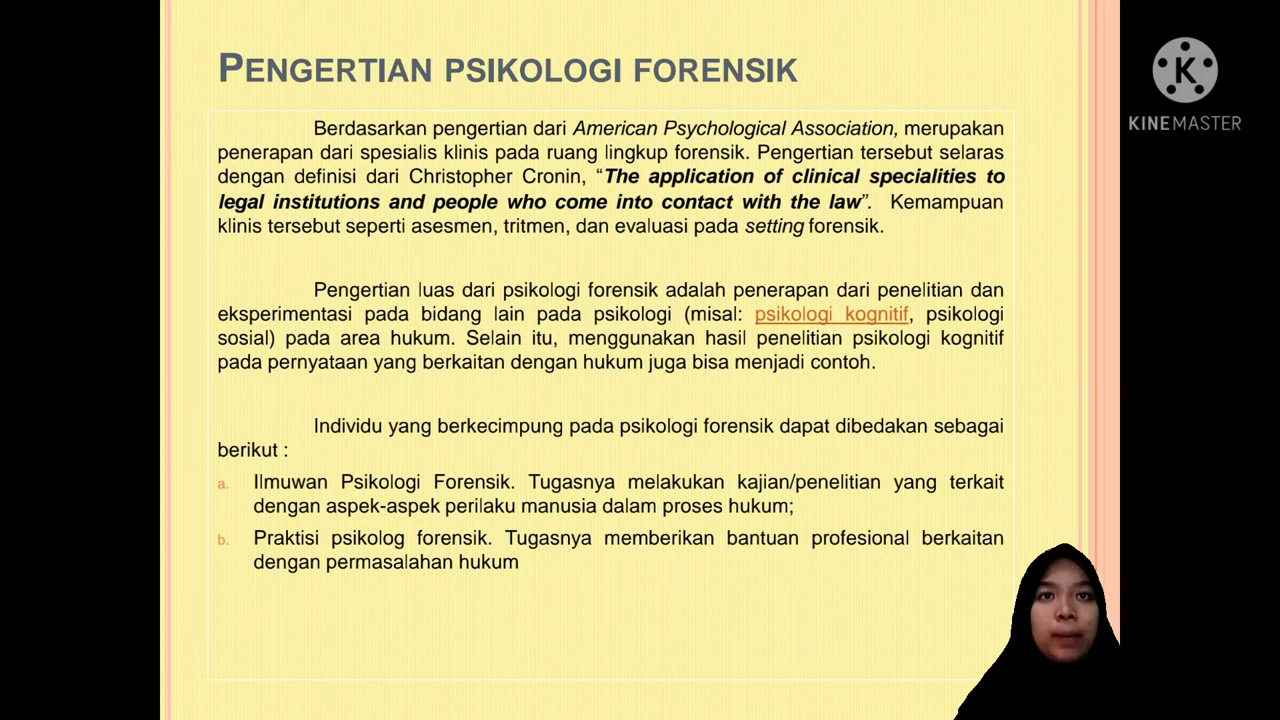 PENGERTIAN PSIKOLOGI FORENSIK
Berdasarkan pengertian dari American Psychological Association, merupakan
penerapan dari spesialis klinis pada ruang lingkup forensik. Pengertian tersebut selaras
dengan definisi dari Christopher Cronin, “The application of clinical specialities to
legal institutions and people who come into contact with the law”. Kemampuan
klinis tersebut seperti asesmen, tritmen, dan evaluasi pada setting forensik.
Pengertian luas dari psikologi forensik adalah penerapan dari penelitian dan
eksperimentasi pada bidang lain pada psikologi (misal: psikologi kognitif, psikologi
sosial) pada area hukum. Selain itu, menggunakan hasil penelitian psikologi kognitif
pada pernyataan yang berkaitan dengan hukum juga bisa menjadi contoh.
Individu yang berkecimpung pada psikologi forensik dapat dibedakan sebagai
berikut :
a. Ilmuwan Psikologi Forensik. Tugasnya melakukan kajian/penelitian yang terkait
dengan aspek-aspek perilaku manusia dalam proses hukum;
b. Praktisi psikolog forensik. Tugasnya memberikan bantuan profesional berkaitan
dengan permasalahan hukum
K
KINEMASTER